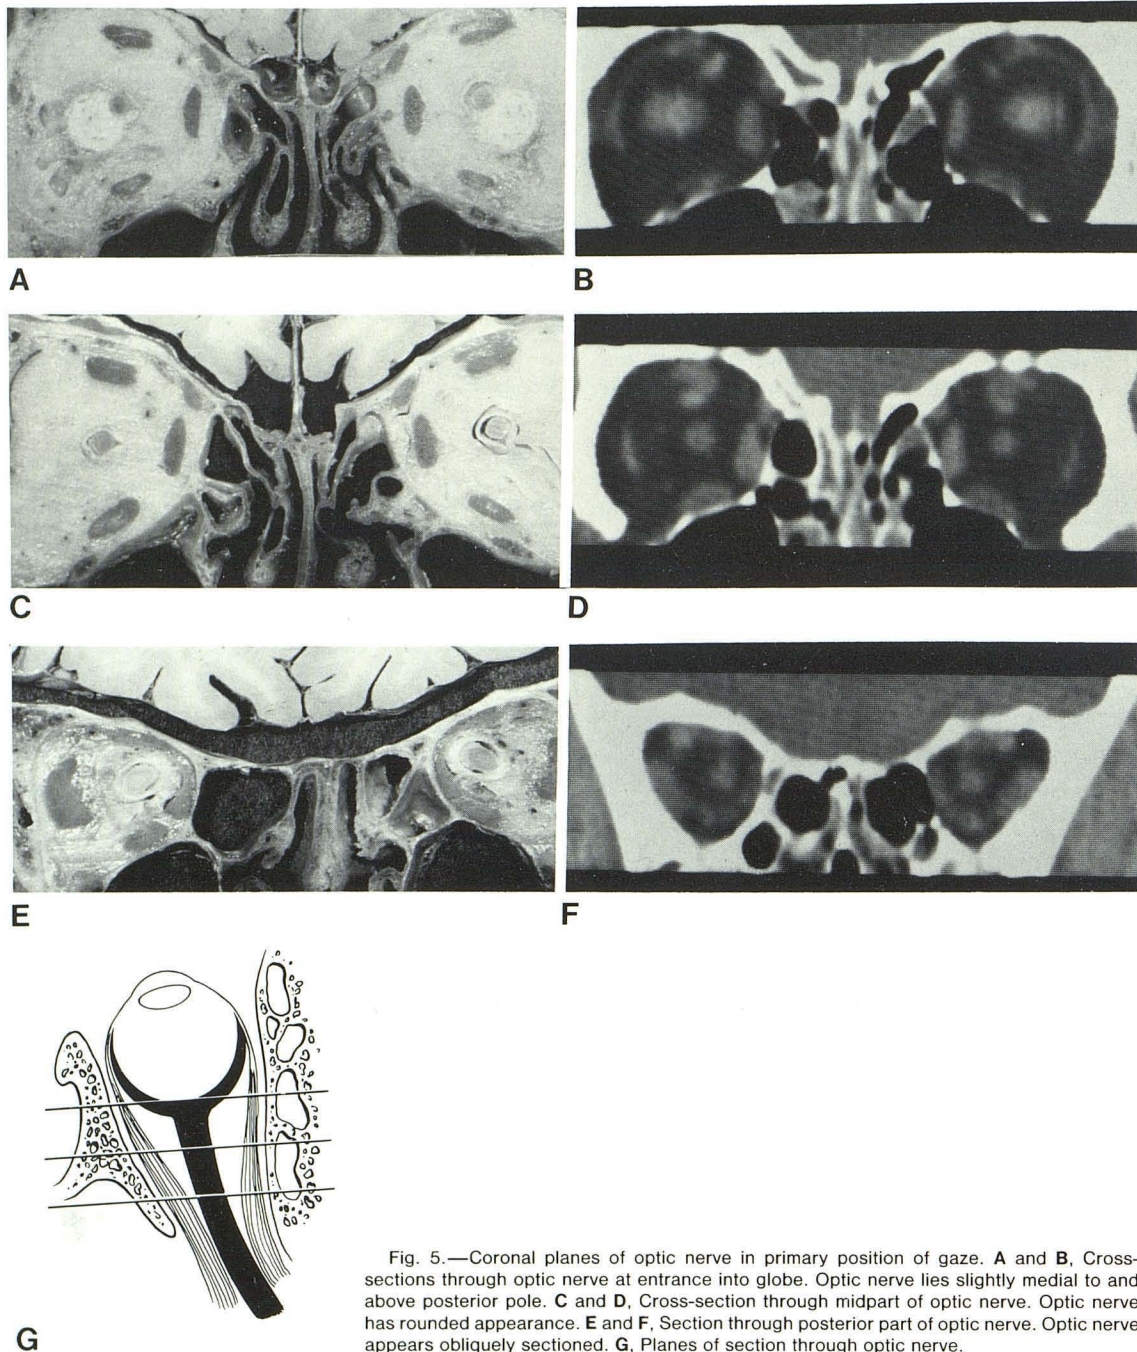 A
B
C
D
E
F
G
Fig. 5.—Coronal planes of optic nerve in primary position of gaze. A and B, Cross-
sections through optic nerve at entrance into globe. Optic nerve lies slightly medial to and
above posterior pole. C and D, Cross-section through midpart of optic nerve. Optic nerve
has rounded appearance. E and F, Section through posterior part of optic nerve. Optic nerve
appears obliquely sectioned. G, Planes of section through optic nerve.